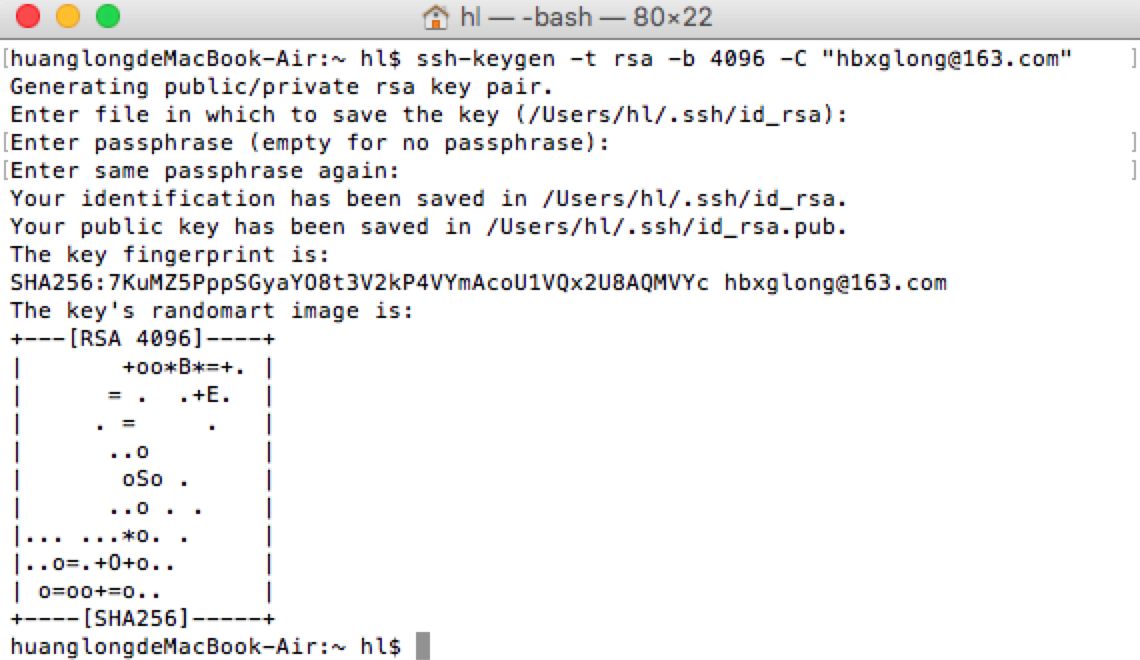 hl — -bash — 80×22
huanglongdeMacBook-Air:~ hl$ ssh-keygen -t rsa -b 4096 -C "hbxglong@163.com"
Generating public/private rsa key pair.
Enter file in which to save the key (/Users/hl/.ssh/id_rsa):
Enter passphrase (empty for no passphrase):
Enter same passphrase again:
Your identification has been saved in /Users/hl/.ssh/id_rsa.
Your public key has been saved in /Users/hl/.ssh/id_rsa.pub.
The key fingerprint is:
SHA256:7KuMZ5PppSGyaYO8t3V2kP4VYmAcoU1VQx2U8AQMVYc hbxglong@163.com
The key's randomart image is:
+---[RSA 4096]----+
|       +oo*B*=+. |
|      = .  .+E.  |
|     . =     .   |
|      ..o        |
|       oSo .     |
|      ..o . .    |
|... ...*o. .     |
|..o=.+O+o..      |
| o=oo+=o..       |
+----[SHA256]-----+
huanglongdeMacBook-Air:~ hl$